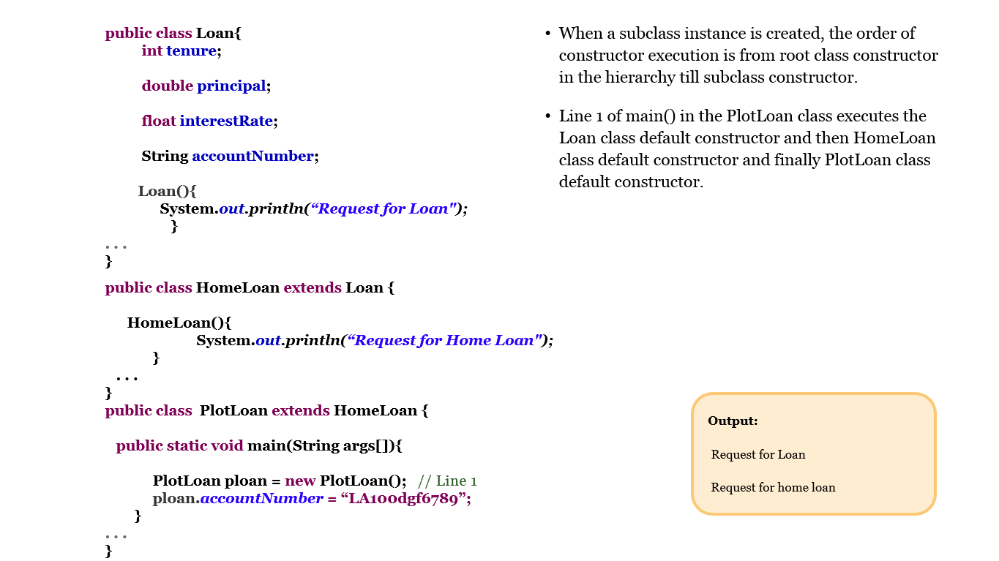 public class Loan{
int tenure;
double principal;
float interestRate;
String accountNumber;
Loan(){
System.out.println(“Request for Loan");
}
. . .
}
public class HomeLoan extends Loan {
HomeLoan(){
System.out.println(“Request for Home Loan");
}
. . .
}
public class  PlotLoan extends HomeLoan {
public static void main(String args[]){
PlotLoan ploan = new PlotLoan();   // Line 1
ploan.accountNumber = “LA100dgf6789”;
}
. . .
}
• When a subclass instance is created, the order of
constructor execution is from root class constructor
in the hierarchy till subclass constructor.
• Line 1 of main() in the PlotLoan class executes the
Loan class default constructor and then HomeLoan
class default constructor and finally PlotLoan class
default constructor.
Output:
Request for Loan
Request for home loan